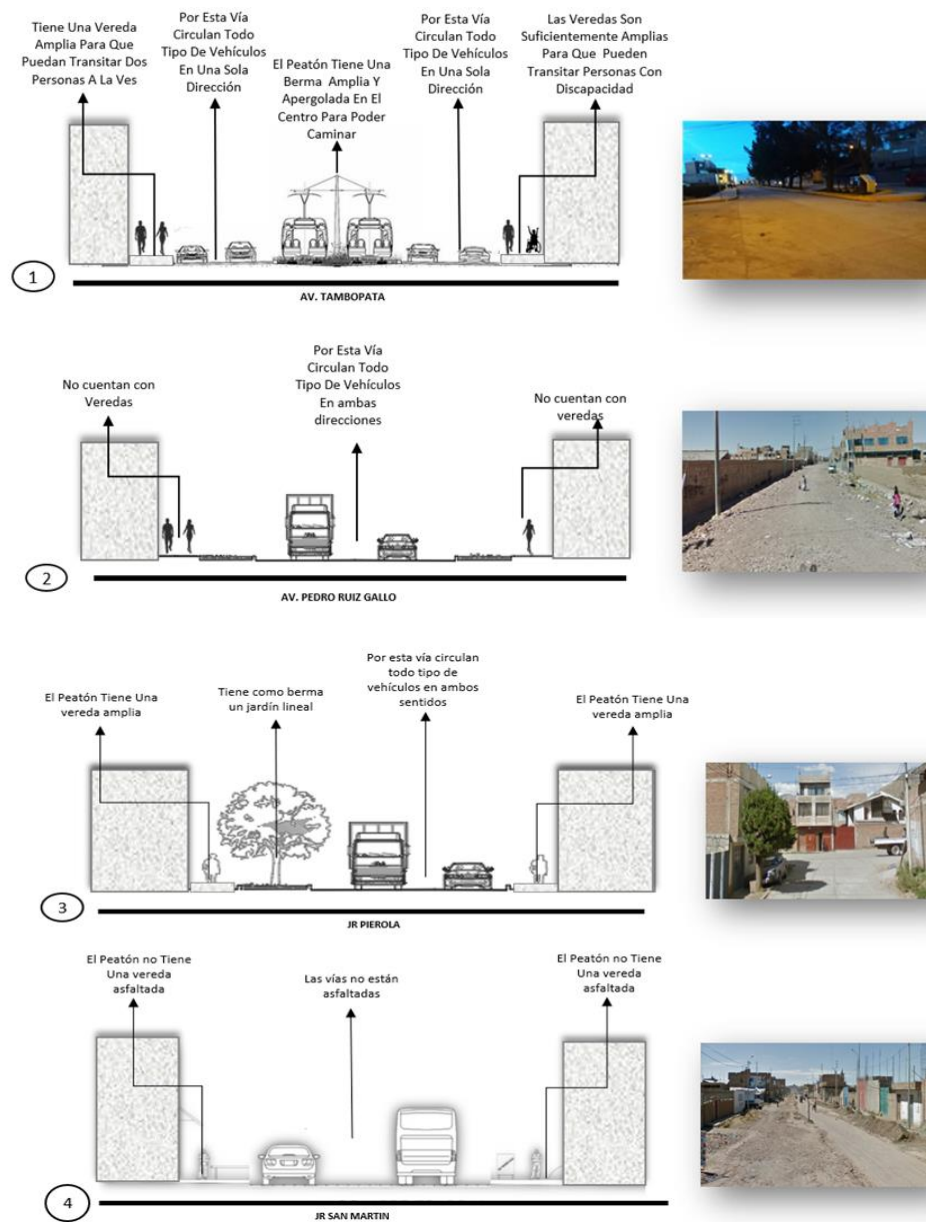 Tiene Una Vereda
Amplia Para Que
Puedan Transitar Dos
Personas A La Ves
Por Esta Vía
Circulan Todo
Tipo De Vehículos
En Una Sola
Dirección
El Peatón Tiene Una
Berma Amplia Y
Apergolada En El
Centro Para Poder
Caminar
Por Esta Vía
Circulan Todo
Tipo De Vehículos
En Una Sola
Dirección
Las Veredas Son
Suficientemente Amplias
Para Que Pueden
Transitar Personas Con
Discapacidad
1
AV. TAMBOPATA
No cuentan con
Veredas
Por Esta Vía
Circulan Todo
Tipo De Vehículos
En ambas
direcciones
No cuentan con
veredas
2
AV. PEDRO RUIZ GALLO
El Peatón Tiene Una
vereda amplia
Tiene como berma
un jardín lineal
Por esta vía circulan
todo tipo de
vehículos en ambos
sentidos
El Peatón Tiene Una
vereda amplia
3
JR PIEROLA
El Peatón no Tiene
Una vereda
asfaltada
Las vías no están
asfaltadas
El Peatón no Tiene
Una vereda
asfaltada
4
JR SAN MARTIN